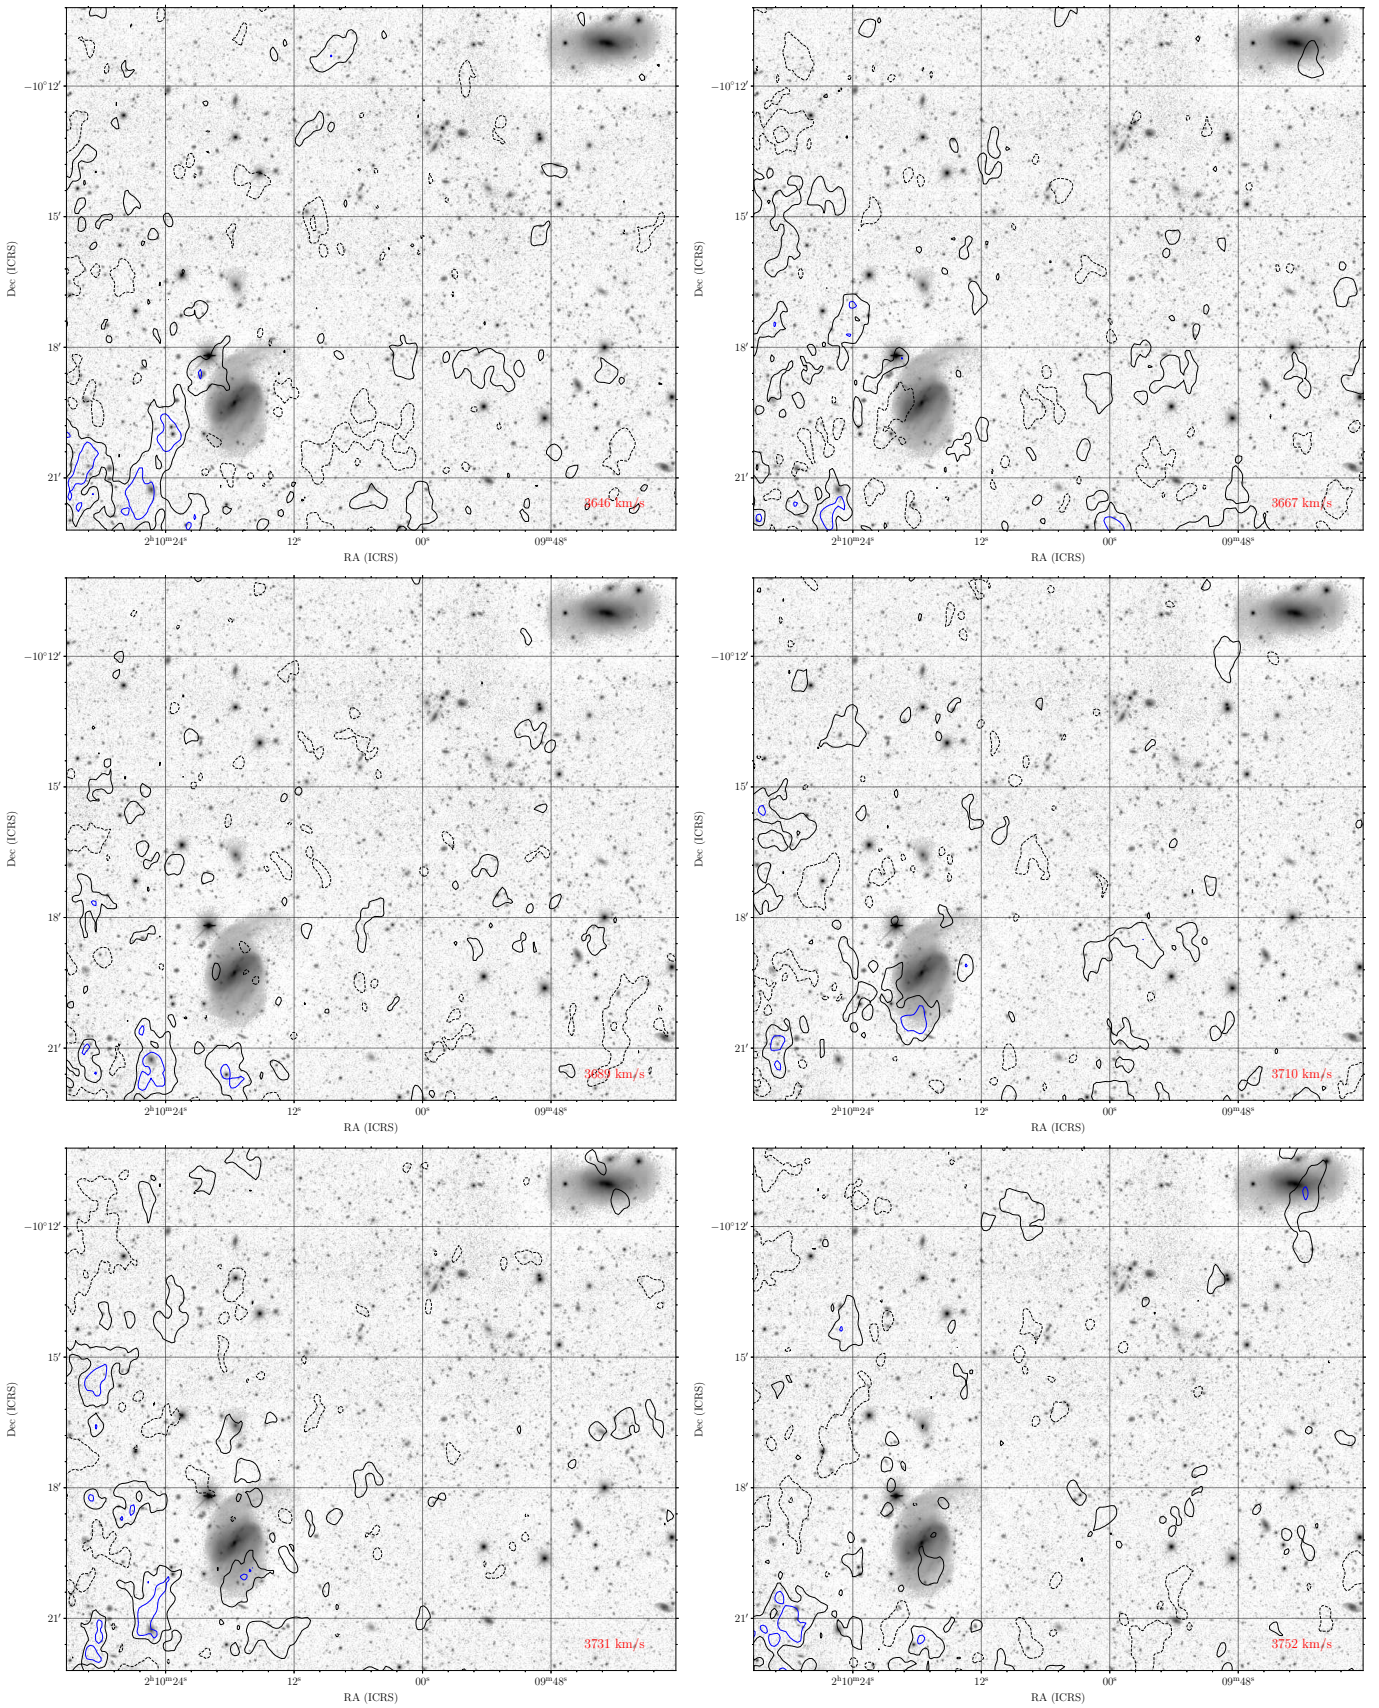 −10°12′
15′
18′
21′
Dec (ICRS)
3646 km/s
2ʰ10ᵐ24ˢ
12ˢ
00ˢ
09ᵐ48ˢ
RA (ICRS)
−10°12′
15′
18′
21′
Dec (ICRS)
3667 km/s
2ʰ10ᵐ24ˢ
12ˢ
00ˢ
09ᵐ48ˢ
RA (ICRS)
−10°12′
15′
18′
21′
Dec (ICRS)
3689 km/s
2ʰ10ᵐ24ˢ
12ˢ
00ˢ
09ᵐ48ˢ
RA (ICRS)
−10°12′
15′
18′
21′
Dec (ICRS)
3710 km/s
2ʰ10ᵐ24ˢ
12ˢ
00ˢ
09ᵐ48ˢ
RA (ICRS)
−10°12′
15′
18′
21′
Dec (ICRS)
3731 km/s
2ʰ10ᵐ24ˢ
12ˢ
00ˢ
09ᵐ48ˢ
RA (ICRS)
−10°12′
15′
18′
21′
Dec (ICRS)
3752 km/s
2ʰ10ᵐ24ˢ
12ˢ
00ˢ
09ᵐ48ˢ
RA (ICRS)